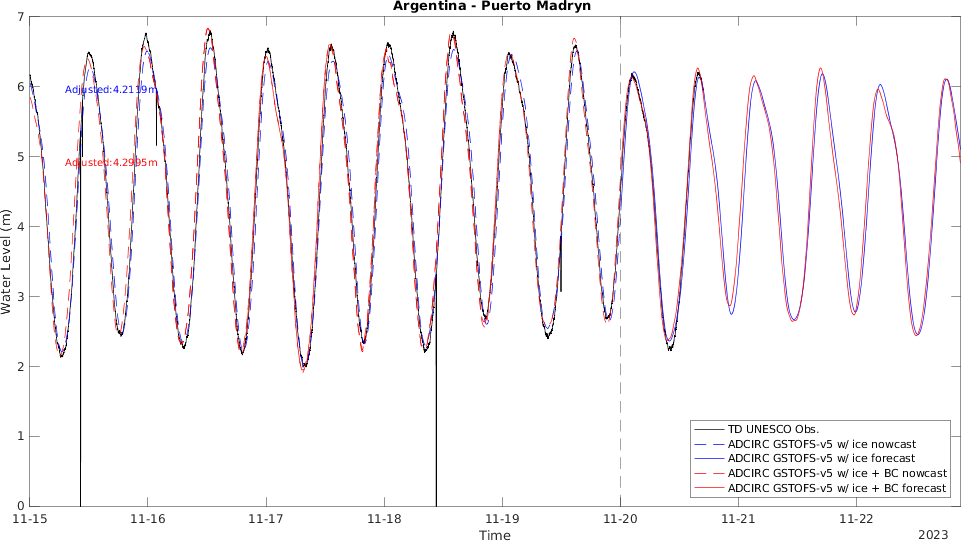 Argentina - Puerto Madryn
7
6
5
4
3
2
1
0
Water Level (m)
Adjusted:4.2119m
Adjusted:4.2995m
TD UNESCO Obs.
ADCIRC GSTOFS-v5 w/ ice nowcast
ADCIRC GSTOFS-v5 w/ ice forecast
ADCIRC GSTOFS-v5 w/ ice + BC nowcast
ADCIRC GSTOFS-v5 w/ ice + BC forecast
11-15 11-16 11-17 11-18 11-19 11-20 11-21 11-22
Time
2023